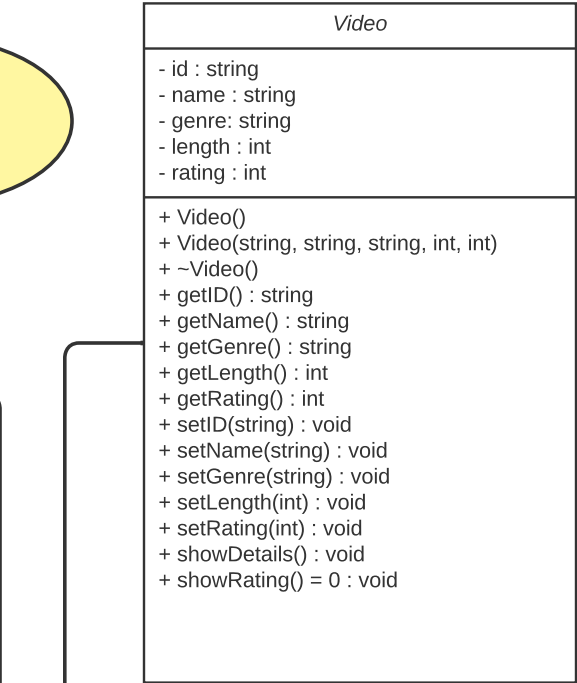 Video
- id : string
- name : string
- genre: string
- length : int
- rating : int
+ Video()
+ Video(string, string, string, int, int)
+ ~Video()
+ getID() : string
+ getName() : string
+ getGenre() : string
+ getLength() : int
+ getRating() : int
+ setID(string) : void
+ setName(string) : void
+ setGenre(string) : void
+ setLength(int) : void
+ setRating(int) : void
+ showDetails() : void
+ showRating() = 0 : void